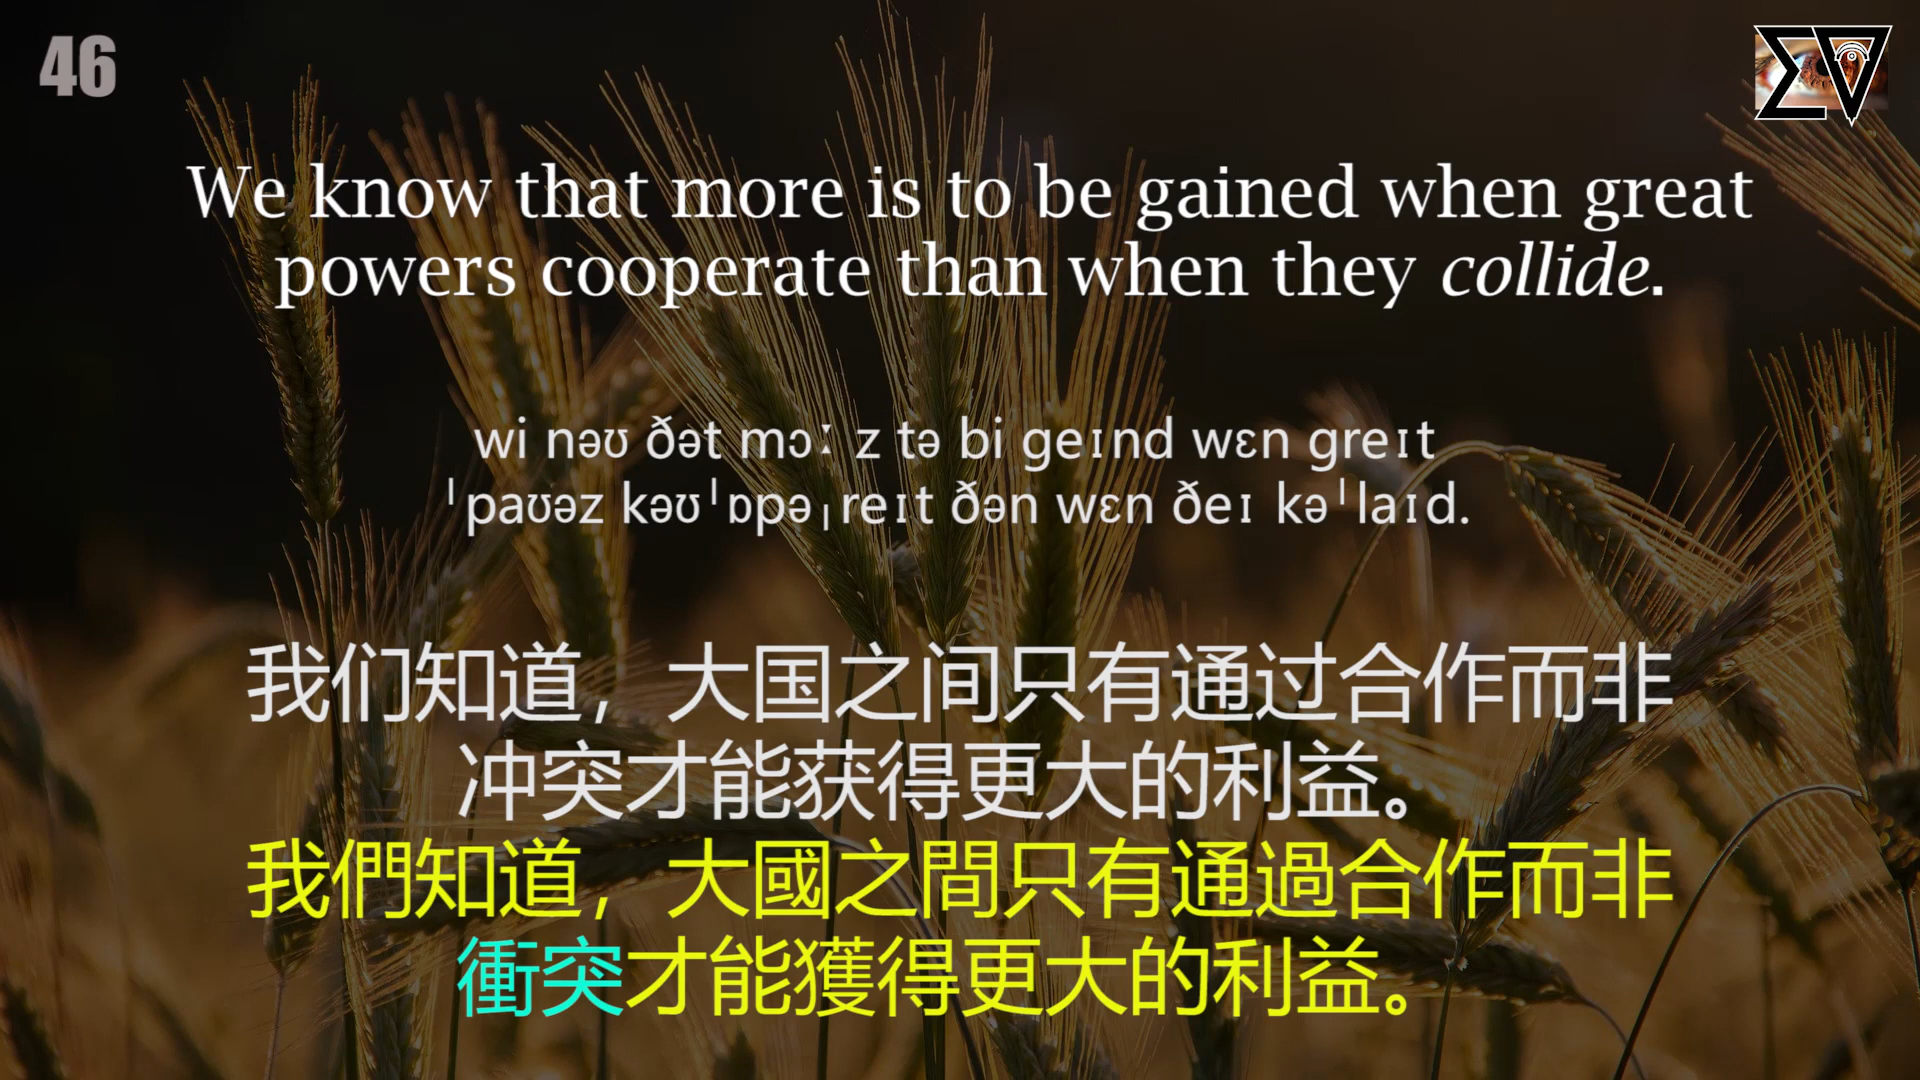 46
We know that more is to be gained when great
powers cooperate than when they collide.
wi nəʊ ðət mɔː z tə bi ɡeɪnd wɛn ɡreɪt
ˈpaʊəz kəʊˈɒpəˌreɪt ðən wɛn ðeɪ kəˈlaɪd.
我们知道，大国之间只有通过合作而非
冲突才能获得更大的利益。
我們知道，大國之間只有通過合作而非
衝突才能獲得更大的利益。